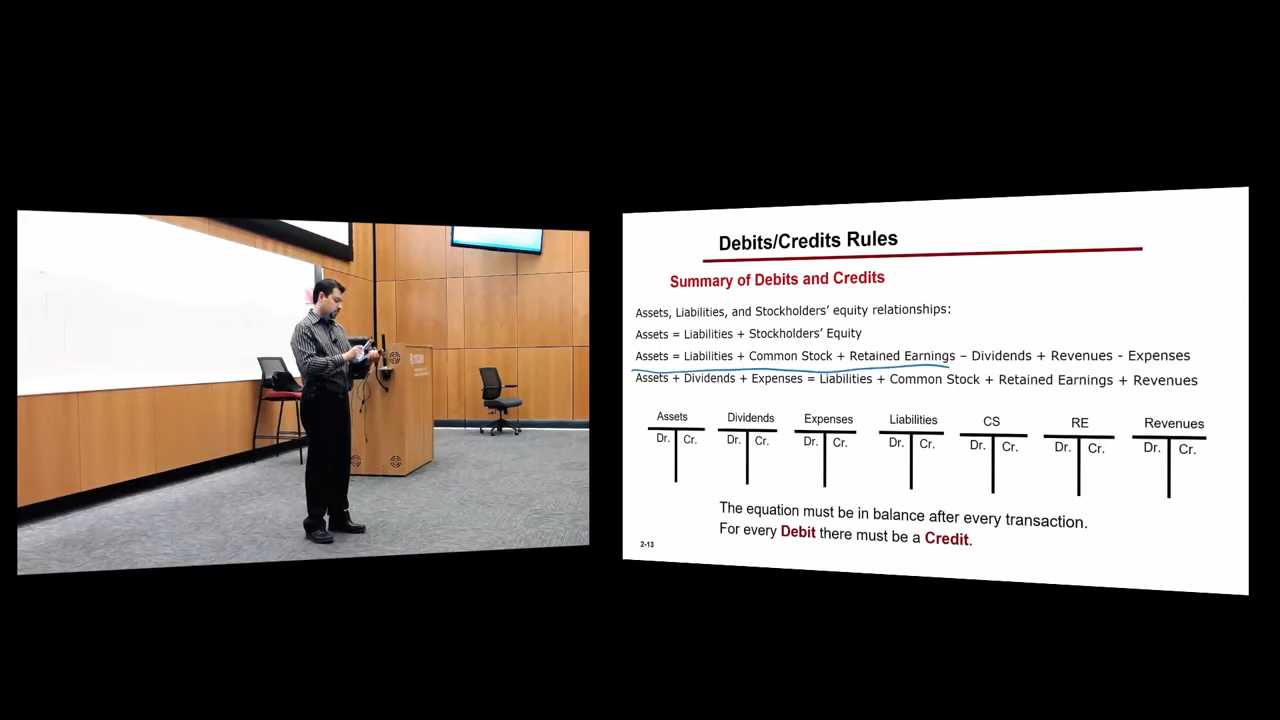 Debits/Credits Rules
Summary of Debits and Credits
Assets, Liabilities, and Stockholders’ equity relationships:
Assets = Liabilities + Stockholders’ Equity
Assets = Liabilities + Common Stock + Retained Earnings – Dividends + Revenues - Expenses
Assets + Dividends + Expenses = Liabilities + Common Stock + Retained Earnings + Revenues
Assets Dividends Expenses Liabilities CS RE Revenues
Dr. Cr. Dr. Cr. Dr. Cr. Dr. Cr. Dr. Cr. Dr. Cr. Dr. Cr.
The equation must be in balance after every transaction.
For every Debit there must be a Credit.
2-13